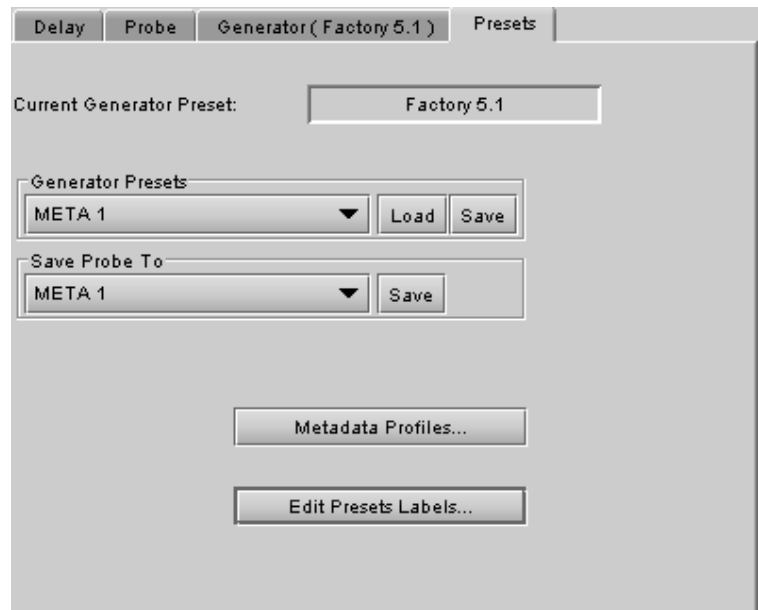 Delay Probe Generator ( Factory 5.1 ) Presets
Current Generator Preset: Factory 5.1
Generator Presets
META 1 Load Save
Save Probe To
META 1 Save
Metadata Profiles...
Edit Presets Labels...